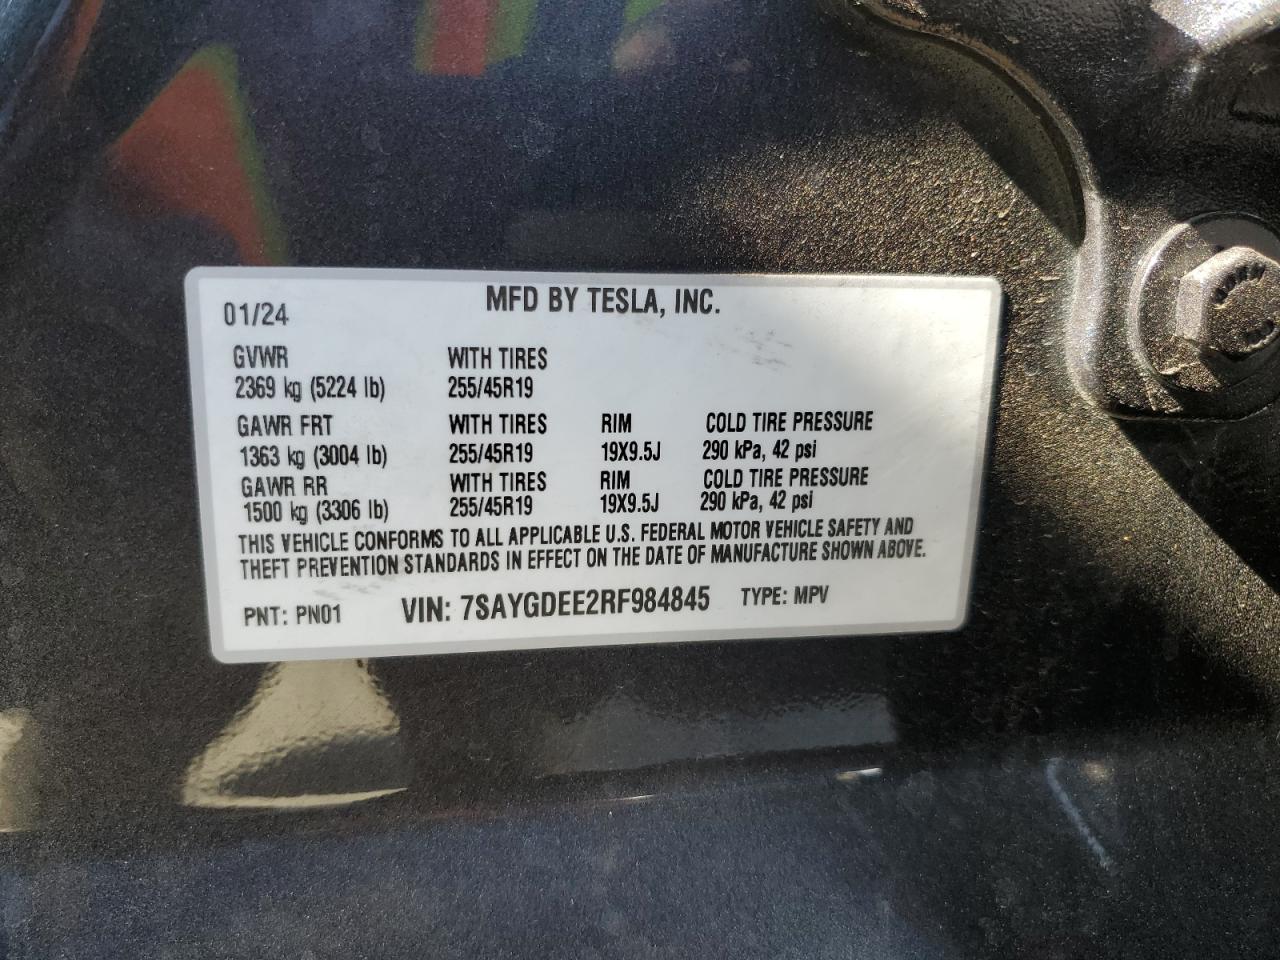 01/24 MFD BY TESLA, INC.
GVWR WITH TIRES
2369 kg (5224 lb) 255/45R19
GAWR FRT WITH TIRES RIM COLD TIRE PRESSURE
1363 kg (3004 lb) 255/45R19 19X9.5J 290 kPa, 42 psi
GAWR RR WITH TIRES RIM COLD TIRE PRESSURE
1500 kg (3306 lb) 255/45R19 19X9.5J 290 kPa, 42 psi
THIS VEHICLE CONFORMS TO ALL APPLICABLE U.S. FEDERAL MOTOR VEHICLE SAFETY AND
THEFT PREVENTION STANDARDS IN EFFECT ON THE DATE OF MANUFACTURE SHOWN ABOVE.
PNT: PN01 VIN: 7SAYGDEE2RF984845 TYPE: MPV